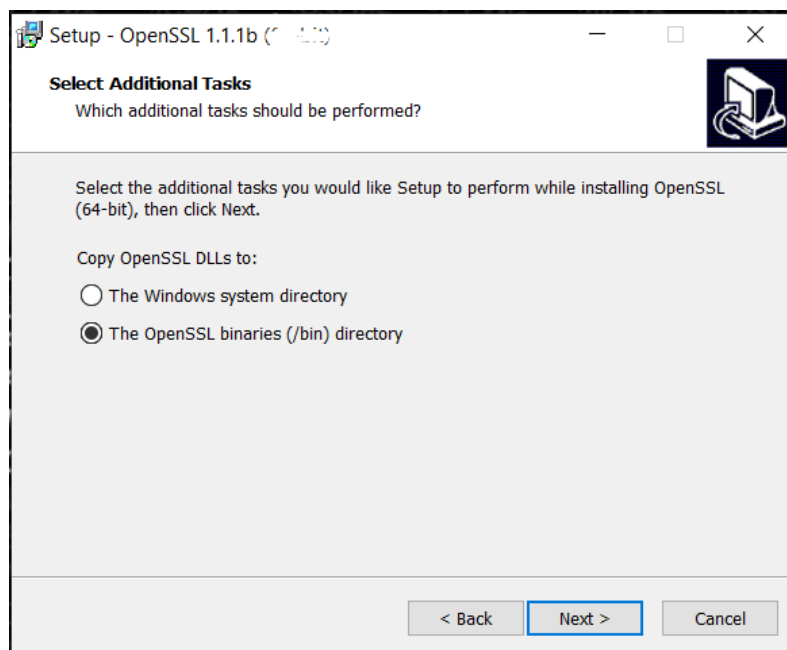 Setup - OpenSSL 1.1.1b (
Select Additional Tasks
Which additional tasks should be performed?
Select the additional tasks you would like Setup to perform while installing OpenSSL
(64-bit), then click Next.
Copy OpenSSL DLLs to:
The Windows system directory
The OpenSSL binaries (/bin) directory
< Back
Next >
Cancel